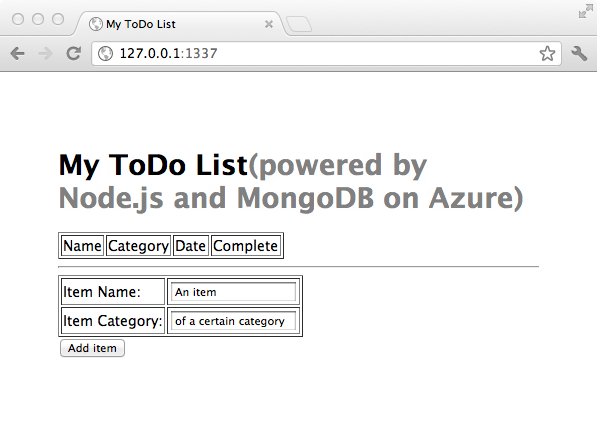 My ToDo List
127.0.0.1:1337
My ToDo List(powered by
Node.js and MongoDB on Azure)
Name Category Date Complete
Item Name: An item
Item Category: of a certain category
Add item